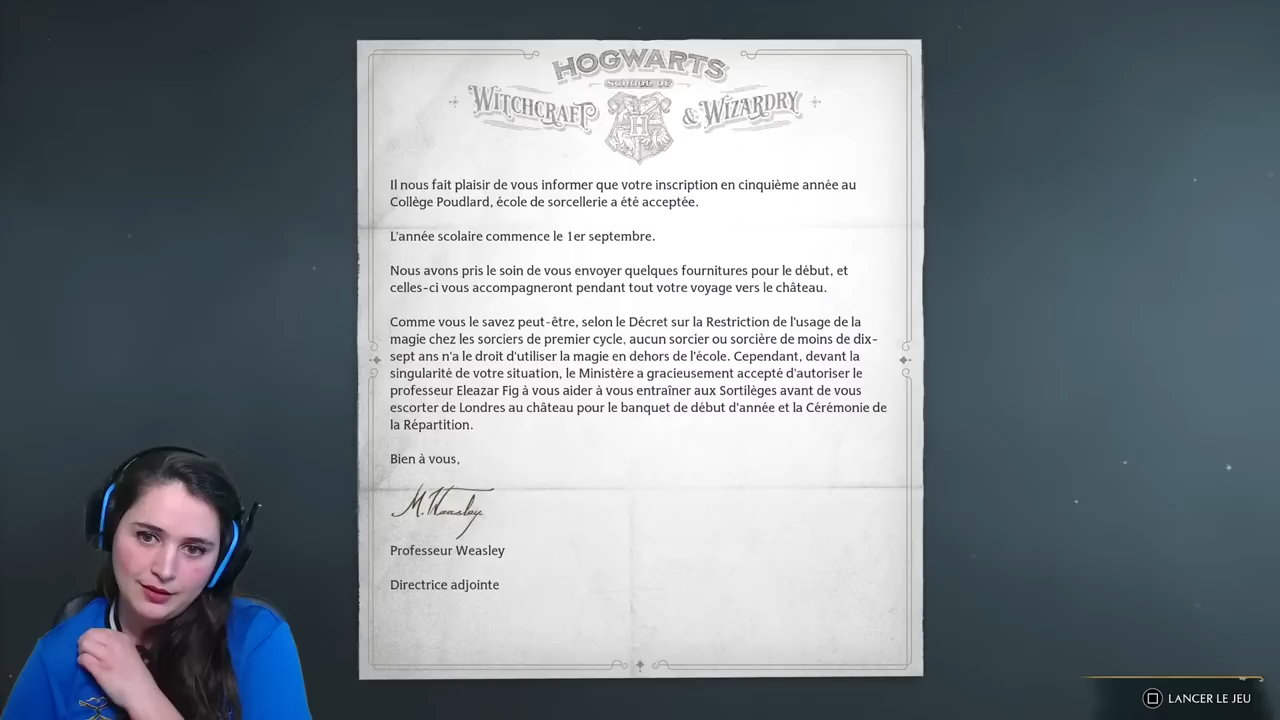 HOGWARTS
SCHOOL OF
WITCHCRAFT & WIZARDRY
H
Il nous fait plaisir de vous informer que votre inscription en cinquième année au
Collège Poudlard, école de sorcellerie a été acceptée.
L'année scolaire commence le 1er septembre.
Nous avons pris le soin de vous envoyer quelques fournitures pour le début, et
celles-ci vous accompagneront pendant tout votre voyage vers le château.
Comme vous le savez peut-être, selon le Décret sur la Restriction de l'usage de la
magie chez les sorciers de premier cycle, aucun sorcier ou sorcière de moins de dix-
sept ans n'a le droit d'utiliser la magie en dehors de l'école. Cependant, devant la
singularité de votre situation, le Ministère a gracieusement accepté d'autoriser le
professeur Eleazar Fig à vous aider à vous entraîner aux Sortilèges avant de vous
escorter de Londres au château pour le banquet de début d'année et la Cérémonie de
la Répartition.
Bien à vous,
M. Weasley
Professeur Weasley
Directrice adjointe
LANCER LE JEU